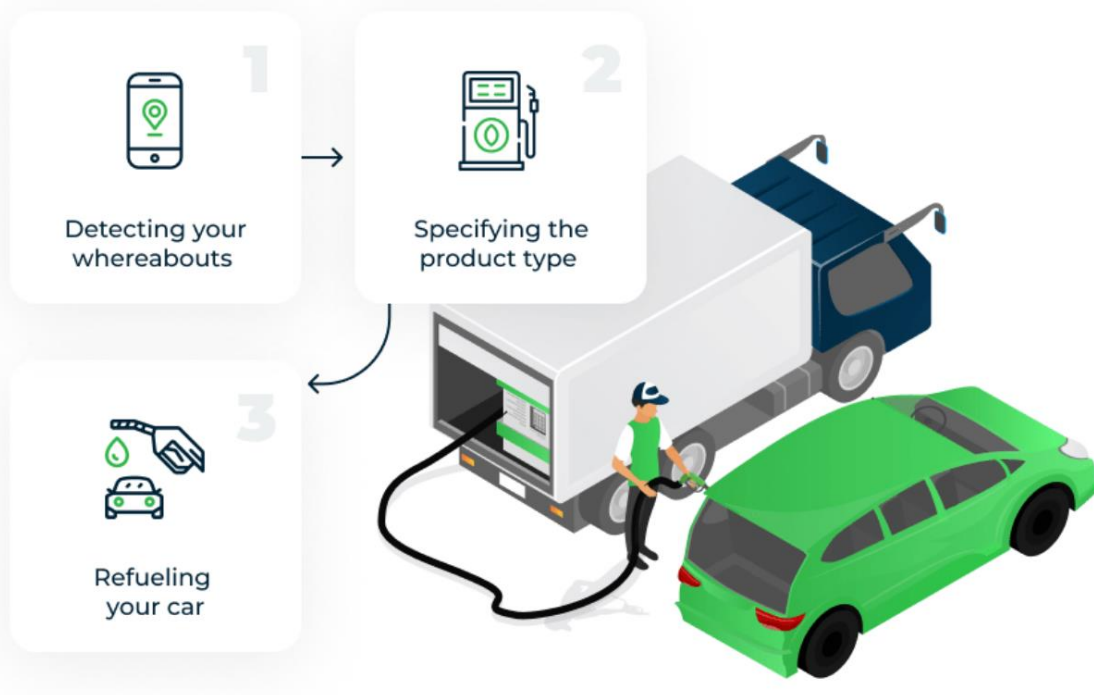 1
Detecting your
whereabouts
2
Specifying the
product type
3
Refueling
your car